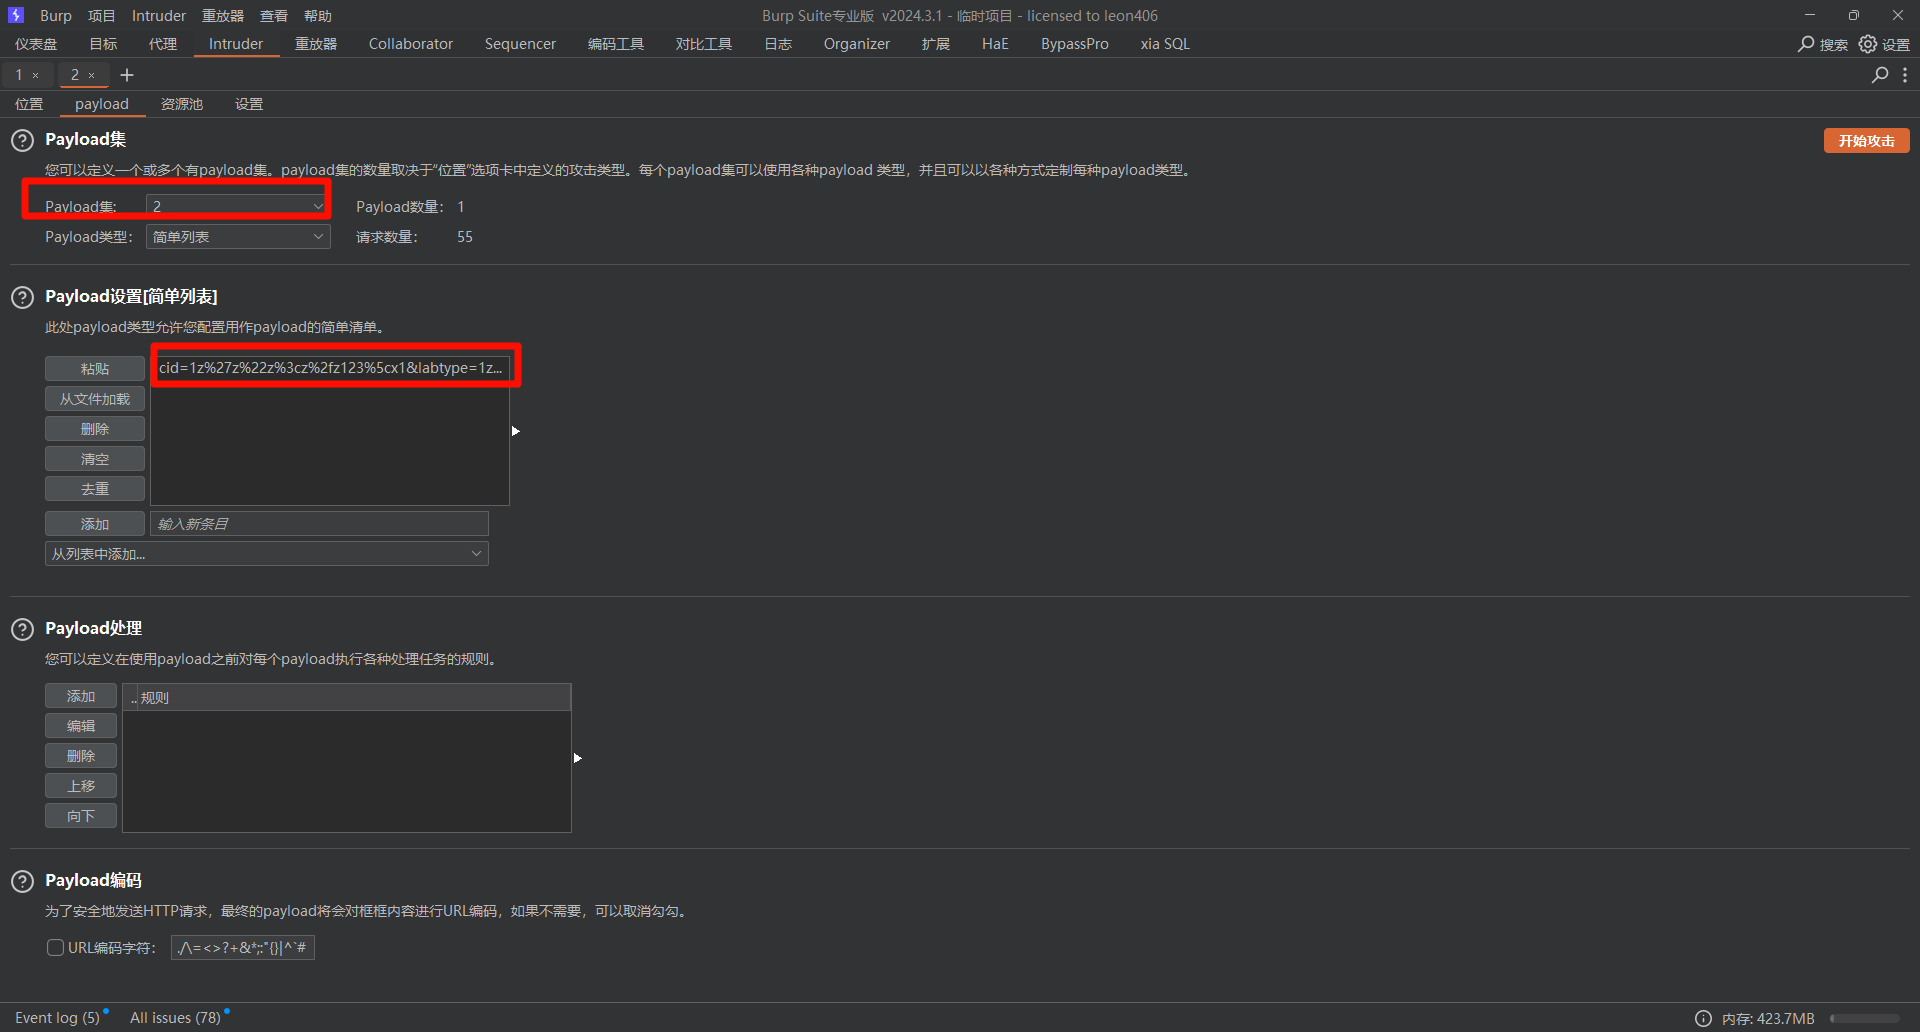 Burp 项目 Intruder 重放器 查看 帮助 Burp Suite专业版 v2024.3.1 - 临时项目 - licensed to leon406
仪表盘 目标 代理 Intruder 重放器 Collaborator Sequencer 编码工具 对比工具 日志 Organizer 扩展 HaE BypassPro xia SQL 搜索 设置
1 × 2 × +
位置 payload 资源池 设置
? Payload集 开始攻击
您可以定义一个或多个有payload集。payload集的数量取决于“位置”选项卡中定义的攻击类型。每个payload集可以使用各种payload 类型，并且可以以各种方式定制每种payload类型。
Payload集: 2 Payload数量: 1
Payload类型: 简单列表 请求数量: 55
? Payload设置[简单列表]
此处payload类型允许您配置用作payload的简单清单。
粘贴 cid=1z%27z%22z%3cz%2fz123%5cx1&labtype=1z...
从文件加载
删除
清空
去重
添加 输入新条目
从列表中添加...
? Payload处理
您可以定义在使用payload之前对每个payload执行各种处理任务的规则。
添加 .. 规则
编辑
删除
上移
向下
? Payload编码
为了安全地发送HTTP请求，最终的payload将会对框框内容进行URL编码，如果不需要，可以取消勾勾。
URL编码字符: ./\=<>?+&*;:"{}|^`#
Event log (5) All issues (78) 内存: 423.7MB